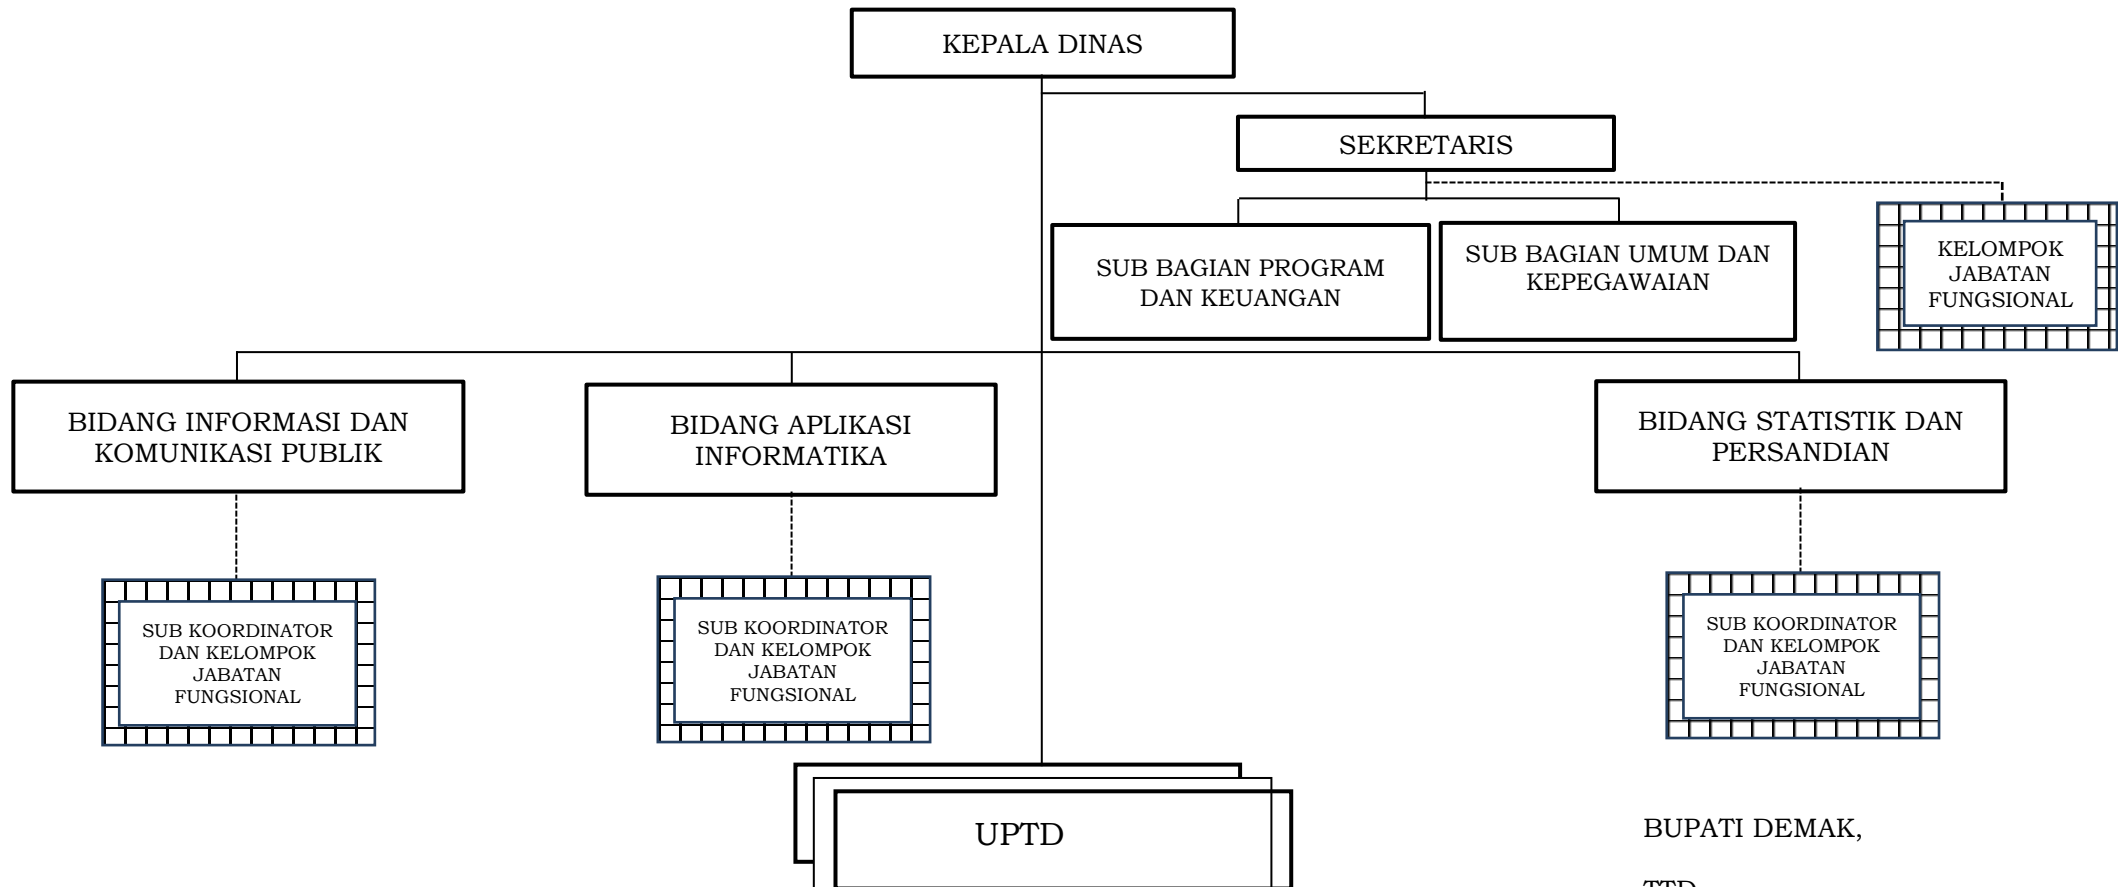 KEPALA DINAS
SEKRETARIS
SUB BAGIAN PROGRAM
DAN KEUANGAN
SUB BAGIAN UMUM DAN
KEPEGAWAIAN
KELOMPOK
JABATAN
FUNGSIONAL
BIDANG INFORMASI DAN
KOMUNIKASI PUBLIK
BIDANG APLIKASI
INFORMATIKA
BIDANG STATISTIK DAN
PERSANDIAN
SUB KOORDINATOR
DAN KELOMPOK
JABATAN
FUNGSIONAL
SUB KOORDINATOR
DAN KELOMPOK
JABATAN
FUNGSIONAL
SUB KOORDINATOR
DAN KELOMPOK
JABATAN
FUNGSIONAL
UPTD
BUPATI DEMAK,
TTD